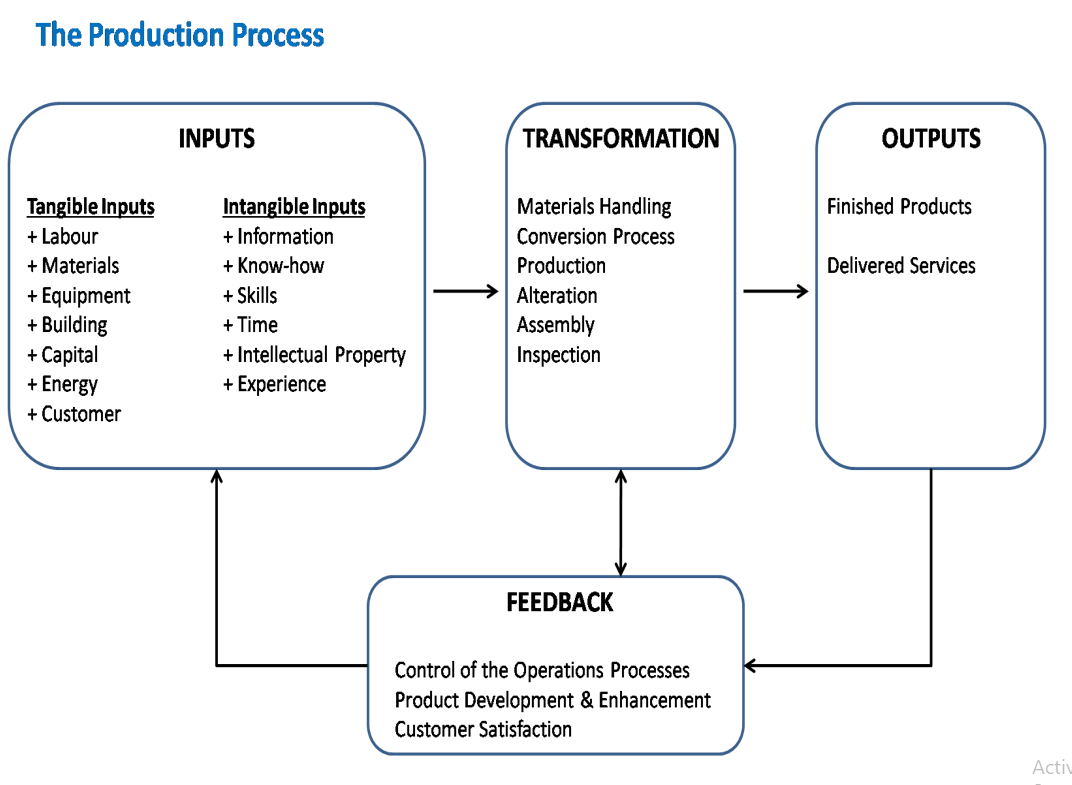 The Production Process
INPUTS
Tangible Inputs
+ Labour
+ Materials
+ Equipment
+ Building
+ Capital
+ Energy
+ Customer
Intangible Inputs
+ Information
+ Know-how
+ Skills
+ Time
+ Intellectual Property
+ Experience
TRANSFORMATION
Materials Handling
Conversion Process
Production
Alteration
Assembly
Inspection
OUTPUTS
Finished Products
Delivered Services
FEEDBACK
Control of the Operations Processes
Product Development & Enhancement
Customer Satisfaction
Activ